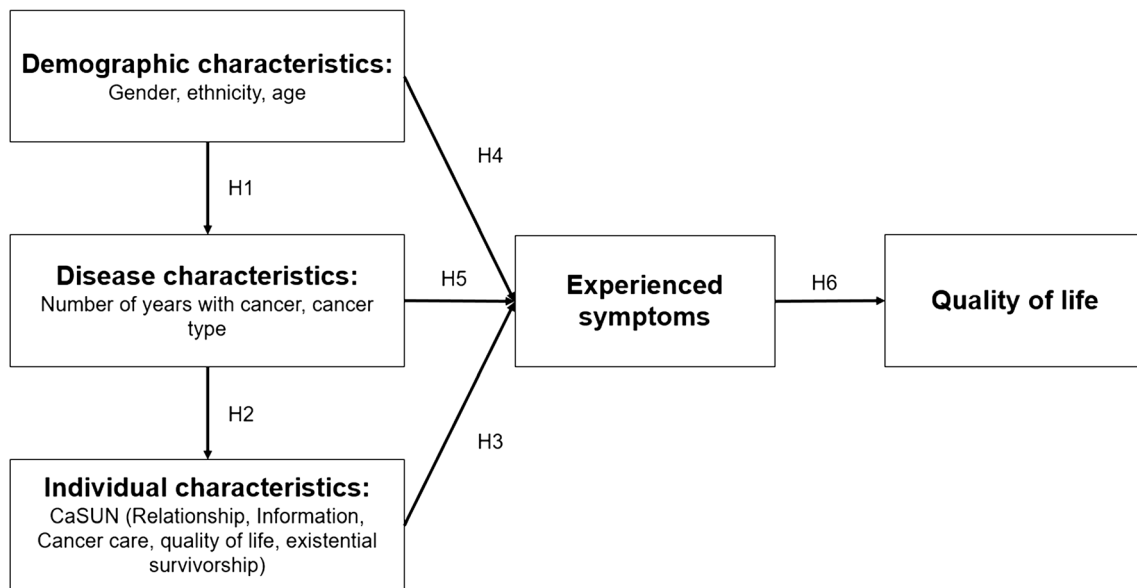 Demographic characteristics:
Gender, ethnicity, age
H4
H1
Disease characteristics:
Number of years with cancer, cancer
type
H5
Experienced
symptoms
H6
Quality of life
H2
H3
Individual characteristics:
CaSUN (Relationship, Information,
Cancer care, quality of life, existential
survivorship)